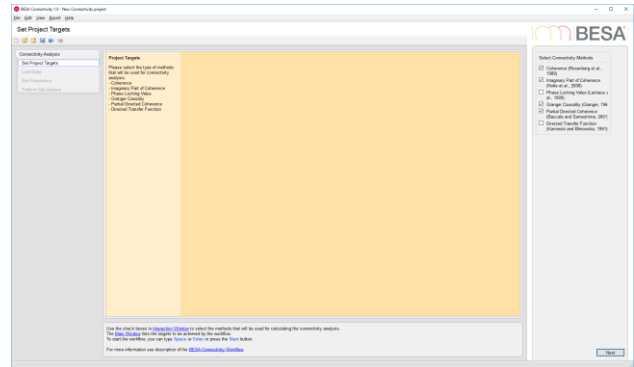 BESA Connectivity 1.0 - New Connectivity project
File Edit View Batch Help
Set Project Targets
BESA
Connectivity Analysis
Set Project Targets
Load Data
Set Parameters
Perform Calculations
Project Targets
Please select the type of methods
that will be used for connectivity
analysis:
- Coherence
- Imaginary Part of Coherence
- Phase Locking Value
- Granger Causality
- Partial Directed Coherence
- Directed Transfer Function
Select Connectivity Methods
Coherence (Rosenberg et al.,
1989)
Imaginary Part of Coherence
(Nolte et al., 2004)
Phase Locking Value (Lachaux e
al., 1999)
Granger Causality (Granger, 196
Partial Directed Coherence
(Baccala and Sameshima, 2001
Directed Transfer Function
(Kaminski and Blinowska, 1991)
Use the check boxes in Interaction Window to select the methods that will be used for calculating the connectivity analysis.
The Main Window lists the targets to be achieved by the workflow.
To start the workflow, you can type Space or Enter or press the Next button.
For more information see description of the BESA Connectivity Workflow.
Next